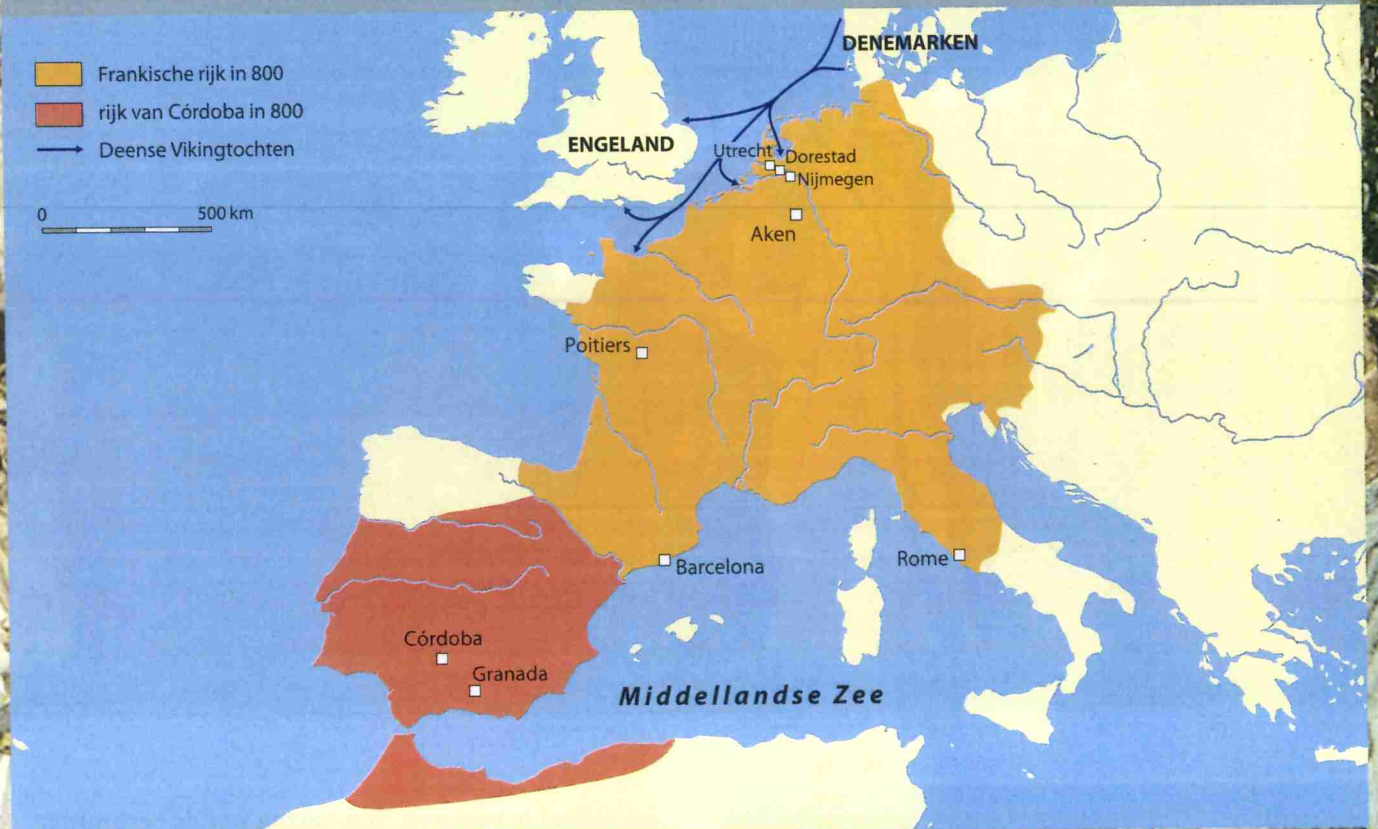 Frankische rijk in 800
rijk van Córdoba in 800
Deense Vikingtochten
0 500 km
DENEMARKEN
ENGELAND
Utrecht
Dorestad
Nijmegen
Aken
Poitiers
Barcelona
Rome
Córdoba
Granada
Middellandse Zee